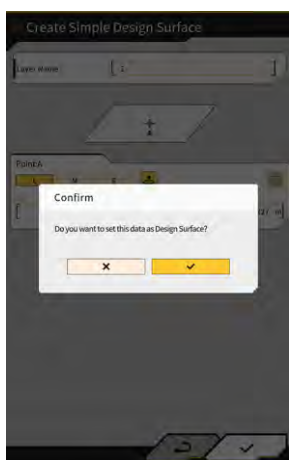 Create Simple Design Surface
Layer Name
Point A
Confirm
Do you want to set this data as Design Surface?